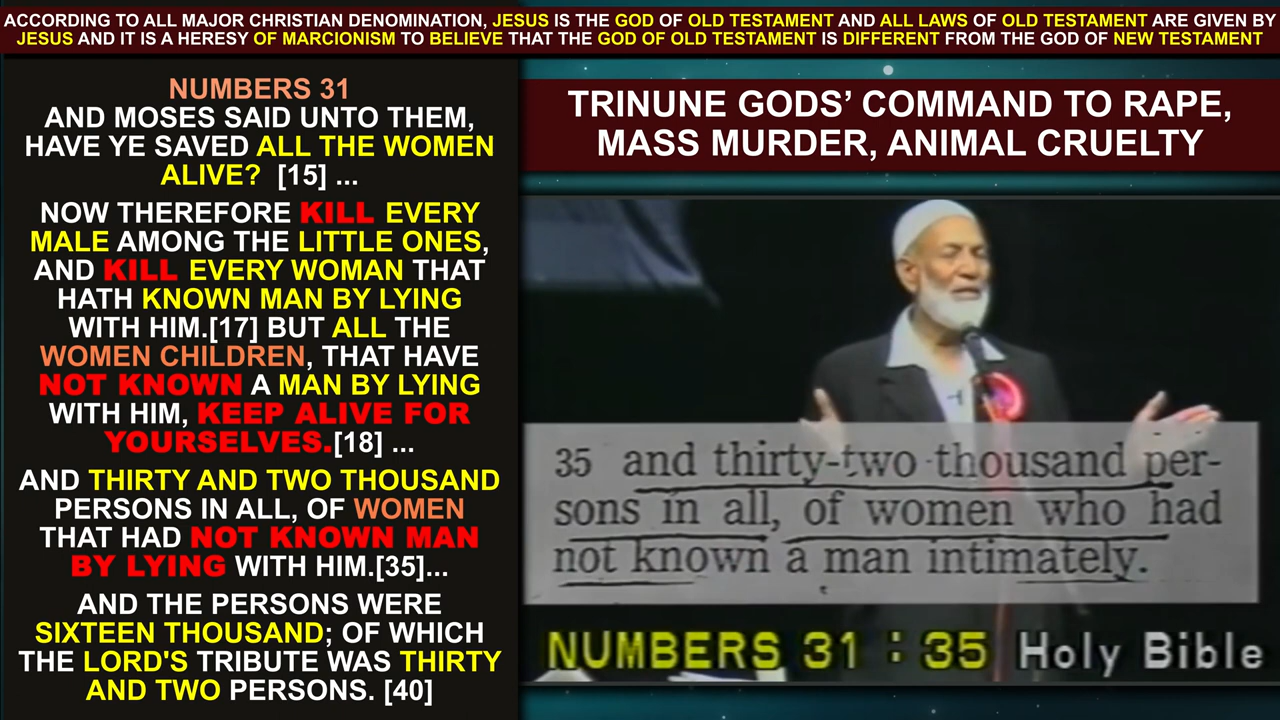 ACCORDING TO ALL MAJOR CHRISTIAN DENOMINATION, JESUS IS THE GOD OF OLD TESTAMENT AND ALL LAWS OF OLD TESTAMENT ARE GIVEN BY
JESUS AND IT IS A HERESY OF MARCIONISM TO BELIEVE THAT THE GOD OF OLD TESTAMENT IS DIFFERENT FROM THE GOD OF NEW TESTAMENT
NUMBERS 31
AND MOSES SAID UNTO THEM,
HAVE YE SAVED ALL THE WOMEN
ALIVE? [15] ...
NOW THEREFORE KILL EVERY
MALE AMONG THE LITTLE ONES,
AND KILL EVERY WOMAN THAT
HATH KNOWN MAN BY LYING
WITH HIM.[17] BUT ALL THE
WOMEN CHILDREN, THAT HAVE
NOT KNOWN A MAN BY LYING
WITH HIM, KEEP ALIVE FOR
YOURSELVES.[18] ...
AND THIRTY AND TWO THOUSAND
PERSONS IN ALL, OF WOMEN
THAT HAD NOT KNOWN MAN
BY LYING WITH HIM.[35]...
AND THE PERSONS WERE
SIXTEEN THOUSAND; OF WHICH
THE LORD'S TRIBUTE WAS THIRTY
AND TWO PERSONS. [40]
TRINUNE GODS’ COMMAND TO RAPE,
MASS MURDER, ANIMAL CRUELTY
35 and thirty-two thousand per-
sons in all, of women who had
not known a man intimately.
NUMBERS 31 : 35 Holy Bible